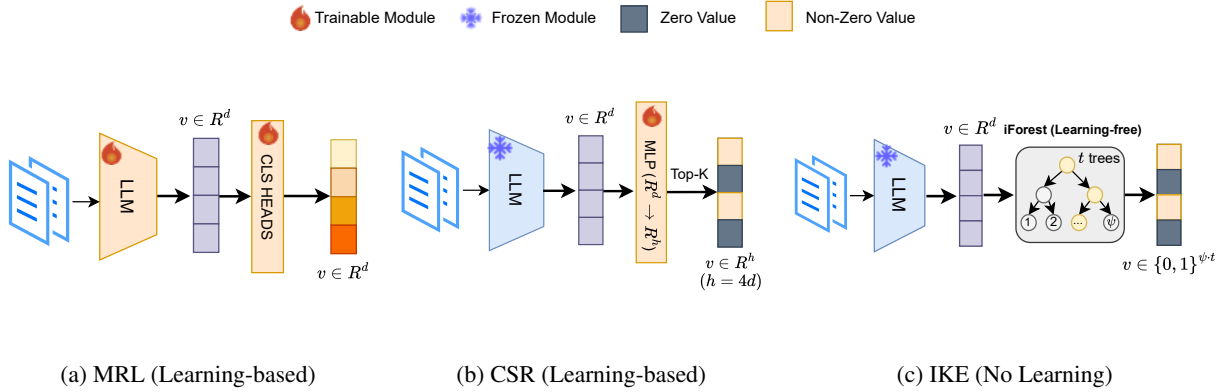 Trainable Module
Frozen Module
Zero Value
Non-Zero Value
v ∈ R^d
LLM
CLS HEADS
v ∈ R^d
v ∈ R^d
LLM
MLP (R^d → R^h)
Top-K
v ∈ R^h
(h = 4d)
v ∈ R^d
iForest (Learning-free)
LLM
t trees
1
2
...
ψ
v ∈ {0, 1}^{ψ·t}
(a) MRL (Learning-based)
(b) CSR (Learning-based)
(c) IKE (No Learning)